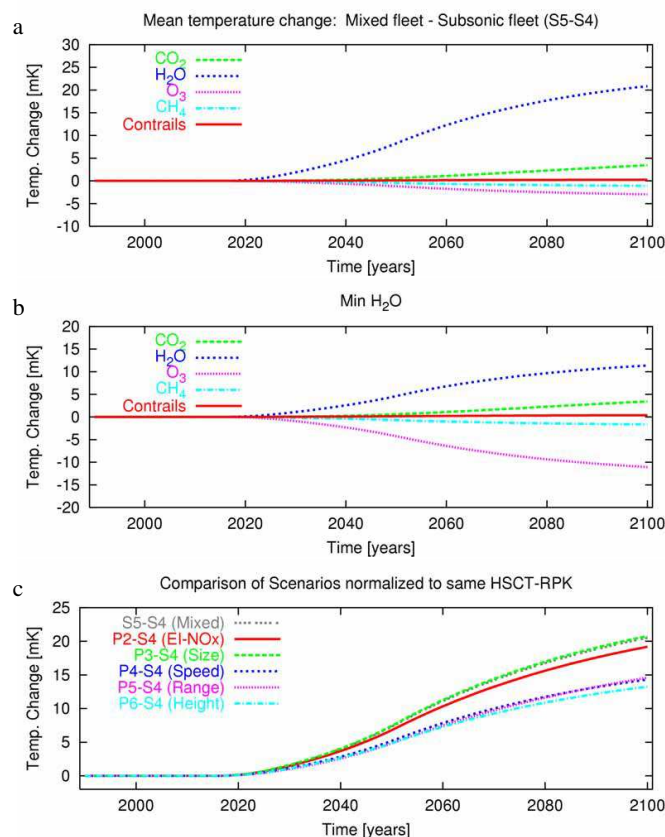 a
Mean temperature change: Mixed fleet - Subsonic fleet (S5-S4)
Temp. Change [mK]
30
25
20
15
10
5
0
-5
-10
CO2
H2O
O3
CH4
Contrails
2000 2020 2040 2060 2080 2100
Time [years]
b
Min H2O
Temp. Change [mK]
20
15
10
5
0
-5
-10
-15
-20
CO2
H2O
O3
CH4
Contrails
2000 2020 2040 2060 2080 2100
Time [years]
c
Comparison of Scenarios normalized to same HSCT-RPK
Temp. Change [mK]
25
20
15
10
5
0
S5-S4 (Mixed)
P2-S4 (EI-NOx)
P3-S4 (Size)
P4-S4 (Speed)
P5-S4 (Range)
P6-S4 (Height)
2000 2020 2040 2060 2080 2100
Time [years]